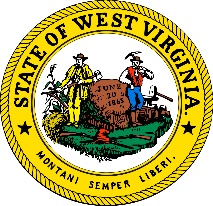 STATE OF WEST VIRGINIA.
JUNE
20
1863
MONTANI SEMPER LIBERI.